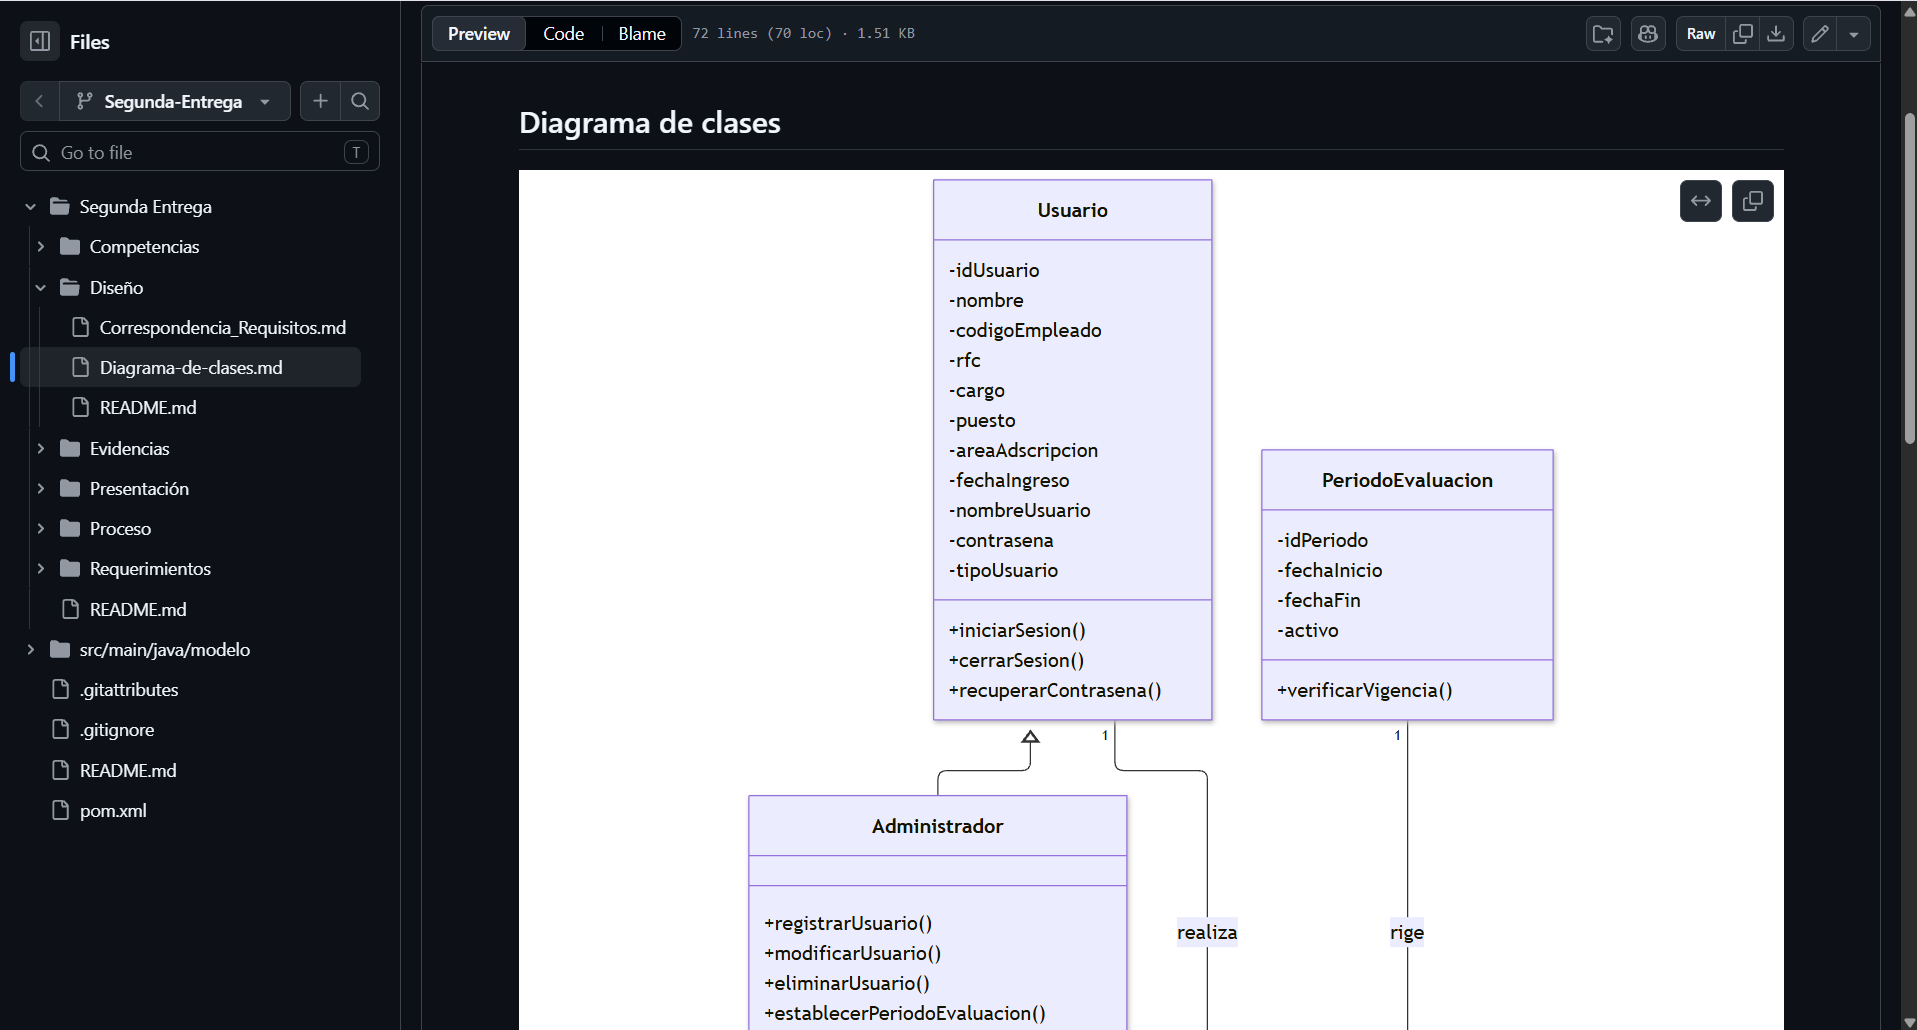 Files
Segunda-Entrega
Go to file
T
Segunda Entrega
Competencias
Diseño
Correspondencia_Requisitos.md
Diagrama-de-clases.md
README.md
Evidencias
Presentación
Proceso
Requerimientos
README.md
src/main/java/modelo
.gitattributes
.gitignore
README.md
pom.xml
Preview
Code
Blame
72 lines (70 loc) · 1.51 KB
Raw
Diagrama de clases
Usuario
-idUsuario
-nombre
-codigoEmpleado
-rfc
-cargo
-puesto
-areaAdscripcion
-fechaIngreso
-nombreUsuario
-contrasena
-tipoUsuario
+iniciarSesion()
+cerrarSesion()
+recuperarContrasena()
PeriodoEvaluacion
-idPeriodo
-fechaInicio
-fechaFin
-activo
+verificarVigencia()
1
1
Administrador
+registrarUsuario()
+modificarUsuario()
+eliminarUsuario()
+establecerPeriodoEvaluacion()
realiza
rige